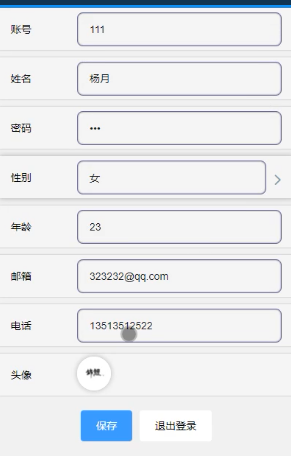 账号 111
姓名 杨月
密码 •••
性别 女
年龄 23
邮箱 323232@qq.com
电话 13513512522
头像
保存 退出登录